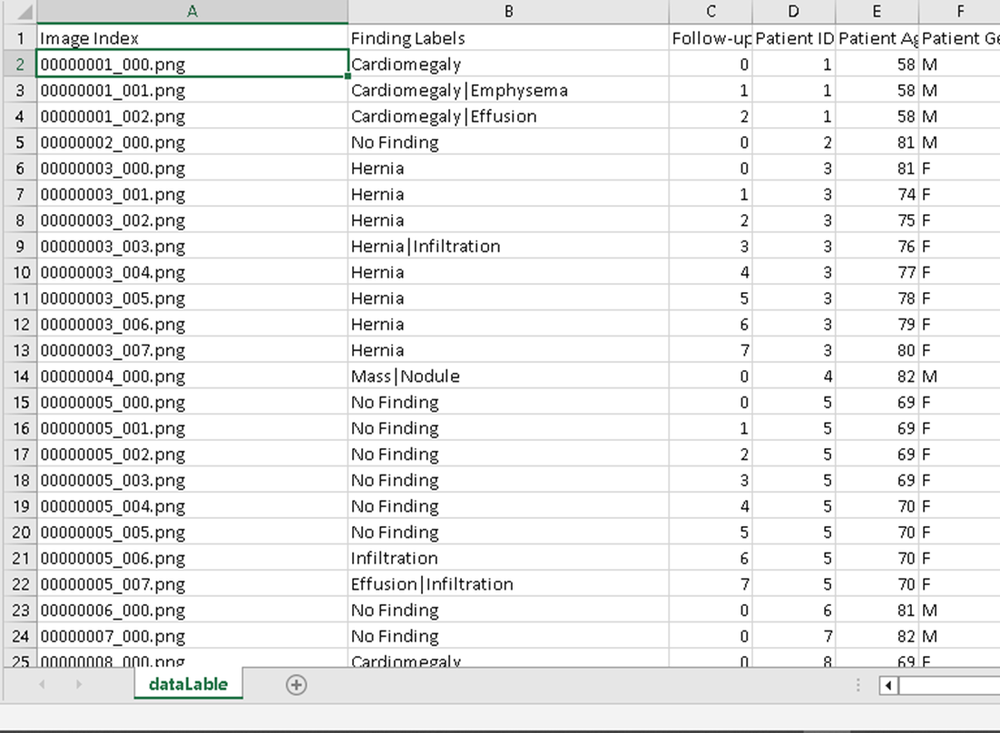 A B C D E F
1 Image Index Finding Labels Follow-up Patient ID Patient Ag Patient Ge
2 00000001_000.png Cardiomegaly 0 1 58 M
3 00000001_001.png Cardiomegaly|Emphysema 1 1 58 M
4 00000001_002.png Cardiomegaly|Effusion 2 1 58 M
5 00000002_000.png No Finding 0 2 81 M
6 00000003_000.png Hernia 0 3 81 F
7 00000003_001.png Hernia 1 3 74 F
8 00000003_002.png Hernia 2 3 75 F
9 00000003_003.png Hernia|Infiltration 3 3 76 F
10 00000003_004.png Hernia 4 3 77 F
11 00000003_005.png Hernia 5 3 78 F
12 00000003_006.png Hernia 6 3 79 F
13 00000003_007.png Hernia 7 3 80 F
14 00000004_000.png Mass|Nodule 0 4 82 M
15 00000005_000.png No Finding 0 5 69 F
16 00000005_001.png No Finding 1 5 69 F
17 00000005_002.png No Finding 2 5 69 F
18 00000005_003.png No Finding 3 5 69 F
19 00000005_004.png No Finding 4 5 70 F
20 00000005_005.png No Finding 5 5 70 F
21 00000005_006.png Infiltration 6 5 70 F
22 00000005_007.png Effusion|Infiltration 7 5 70 F
23 00000006_000.png No Finding 0 6 81 M
24 00000007_000.png No Finding 0 7 82 M
25 00000008_000.png Cardiomegaly 0 8 69 F
dataLable